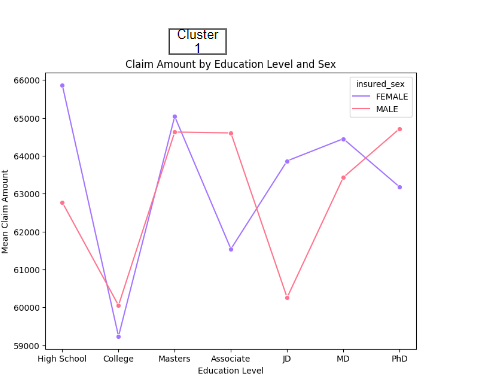 Cluster
1
Claim Amount by Education Level and Sex
insured_sex
FEMALE
MALE
Mean Claim Amount
66000
65000
64000
63000
62000
61000
60000
59000
High School College Masters Associate JD MD PhD
Education Level